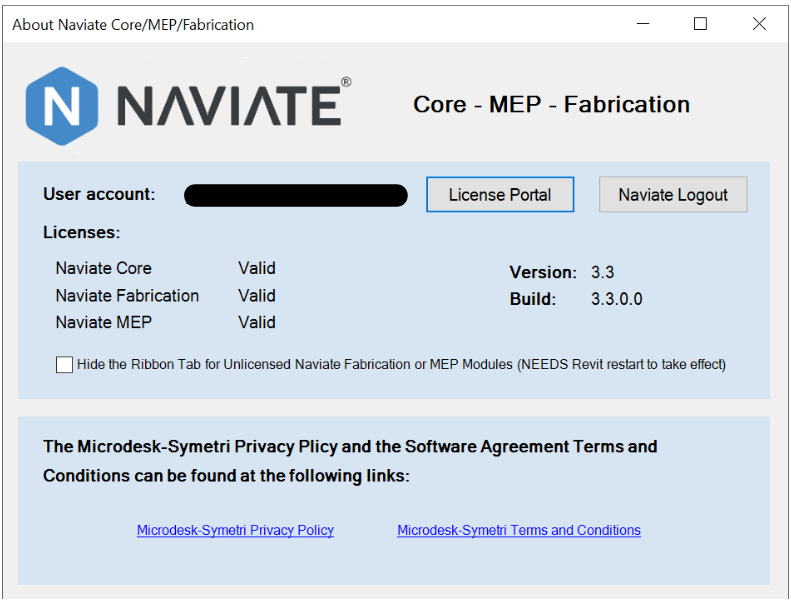 About Naviate Core/MEP/Fabrication
N NAVIATE®
Core - MEP - Fabrication
User account:
License Portal
Naviate Logout
Licenses:
Naviate Core Valid
Naviate Fabrication Valid
Naviate MEP Valid
Version: 3.3
Build: 3.3.0.0
Hide the Ribbon Tab for Unlicensed Naviate Fabrication or MEP Modules (NEEDS Revit restart to take effect)
The Microdesk-Symetri Privacy Plicy and the Software Agreement Terms and
Conditions can be found at the following links:
Microdesk-Symetri Privacy Policy
Microdesk-Symetri Terms and Conditions